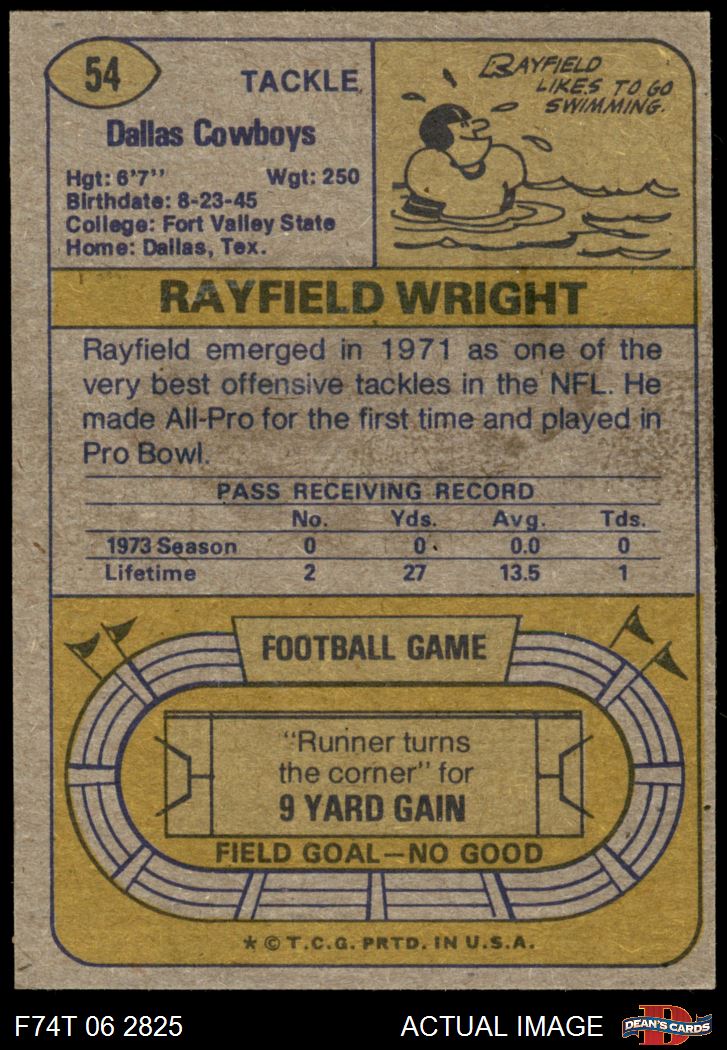 54
TACKLE
Dallas Cowboys
Hgt: 6'7" Wgt: 250
Birthdate: 8-23-45
College: Fort Valley State
Home: Dallas, Tex.
RAYFIELD
LIKES TO GO
SWIMMING.
RAYFIELD WRIGHT
Rayfield emerged in 1971 as one of the
very best offensive tackles in the NFL. He
made All-Pro for the first time and played in
Pro Bowl.
PASS RECEIVING RECORD
No. Yds. Avg. Tds.
1973 Season 0 0 0.0 0
Lifetime 2 27 13.5 1
FOOTBALL GAME
"Runner turns
the corner" for
9 YARD GAIN
FIELD GOAL—NO GOOD
* © T.C.G. PRTD. IN U.S.A.
F74T 06 2825 ACTUAL IMAGE D DEAN'S CARDS